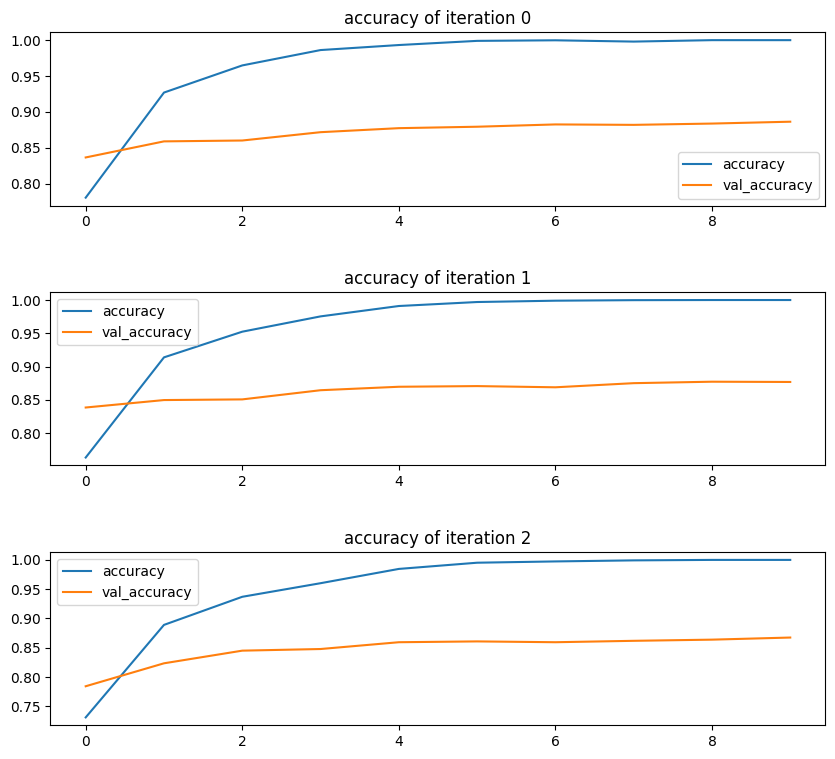 accuracy of iteration 0
1.00
0.95
0.90
0.85
0.80
accuracy
val_accuracy
0 2 4 6 8
accuracy of iteration 1
1.00
0.95
0.90
0.85
0.80
accuracy
val_accuracy
0 2 4 6 8
accuracy of iteration 2
1.00
0.95
0.90
0.85
0.80
0.75
accuracy
val_accuracy
0 2 4 6 8